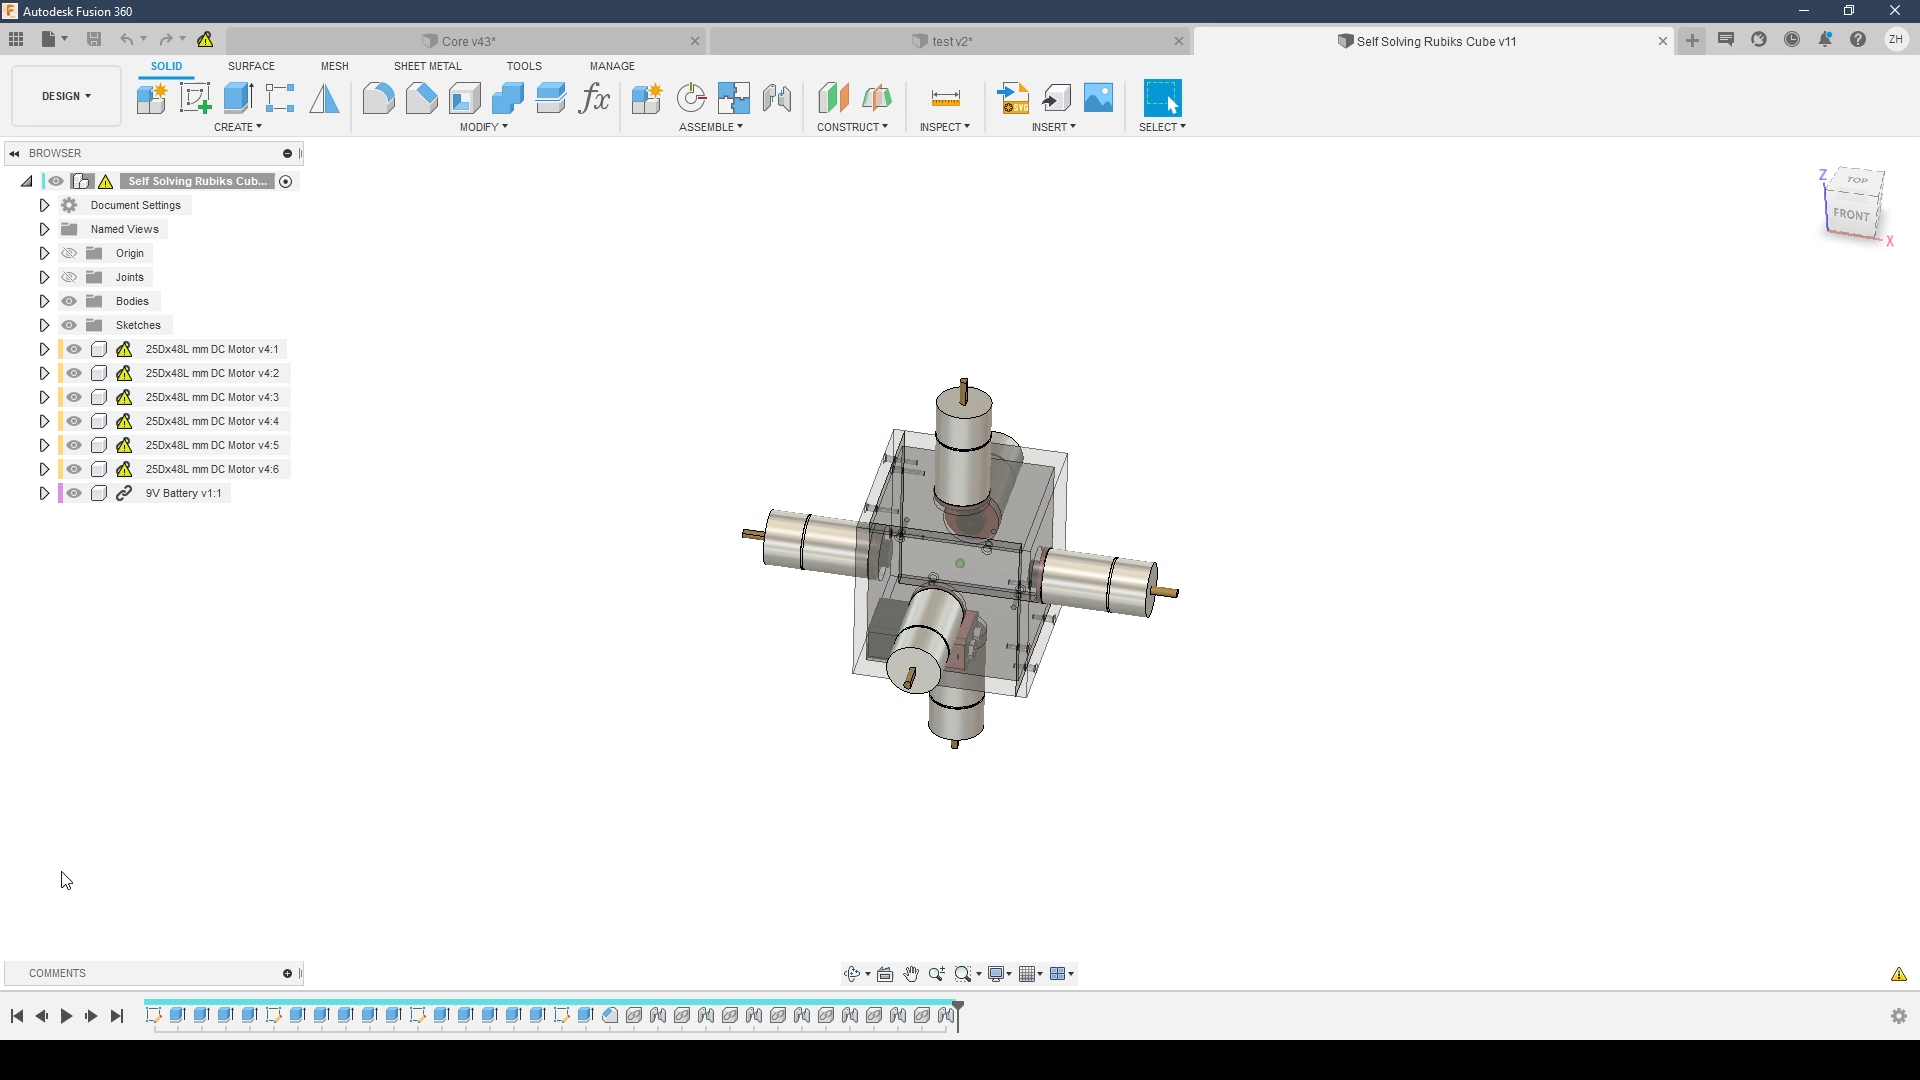 Autodesk Fusion 360
Core v43*
test v2*
Self Solving Rubiks Cube v11
ZH
SOLID
SURFACE
MESH
SHEET METAL
TOOLS
MANAGE
DESIGN
CREATE
MODIFY
ASSEMBLE
CONSTRUCT
INSPECT
INSERT
SELECT
fx
SVG
BROWSER
Self Solving Rubiks Cub...
Document Settings
Named Views
Origin
Joints
Bodies
Sketches
25Dx48L mm DC Motor v4:1
25Dx48L mm DC Motor v4:2
25Dx48L mm DC Motor v4:3
25Dx48L mm DC Motor v4:4
25Dx48L mm DC Motor v4:5
25Dx48L mm DC Motor v4:6
9V Battery v1:1
Z
TOP
FRONT
X
COMMENTS